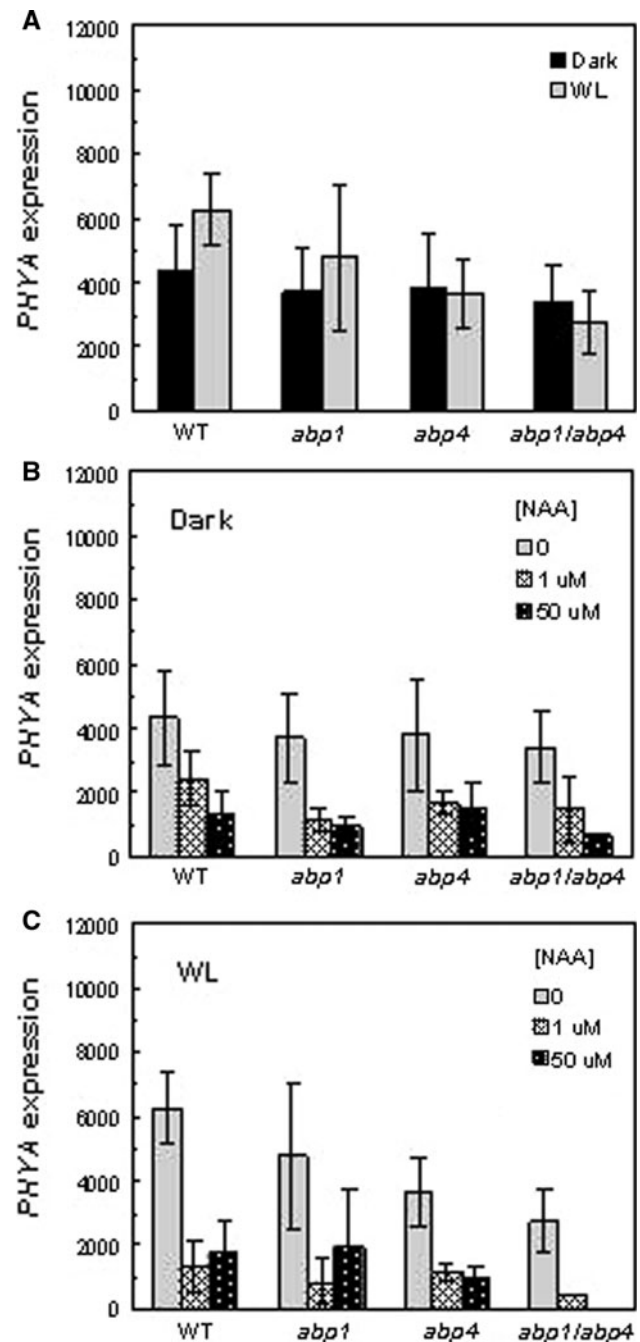 A
12000
10000
8000
6000
4000
2000
0
PHYA expression
Dark
WL
WT abp1 abp4 abp1/abp4
B
12000
10000
8000
6000
4000
2000
0
PHYA expression
Dark
[NAA]
0
1 uM
50 uM
WT abp1 abp4 abp1/abp4
C
12000
10000
8000
6000
4000
2000
0
PHYA expression
WL
[NAA]
0
1 uM
50 uM
WT abp1 abp4 abp1/abp4